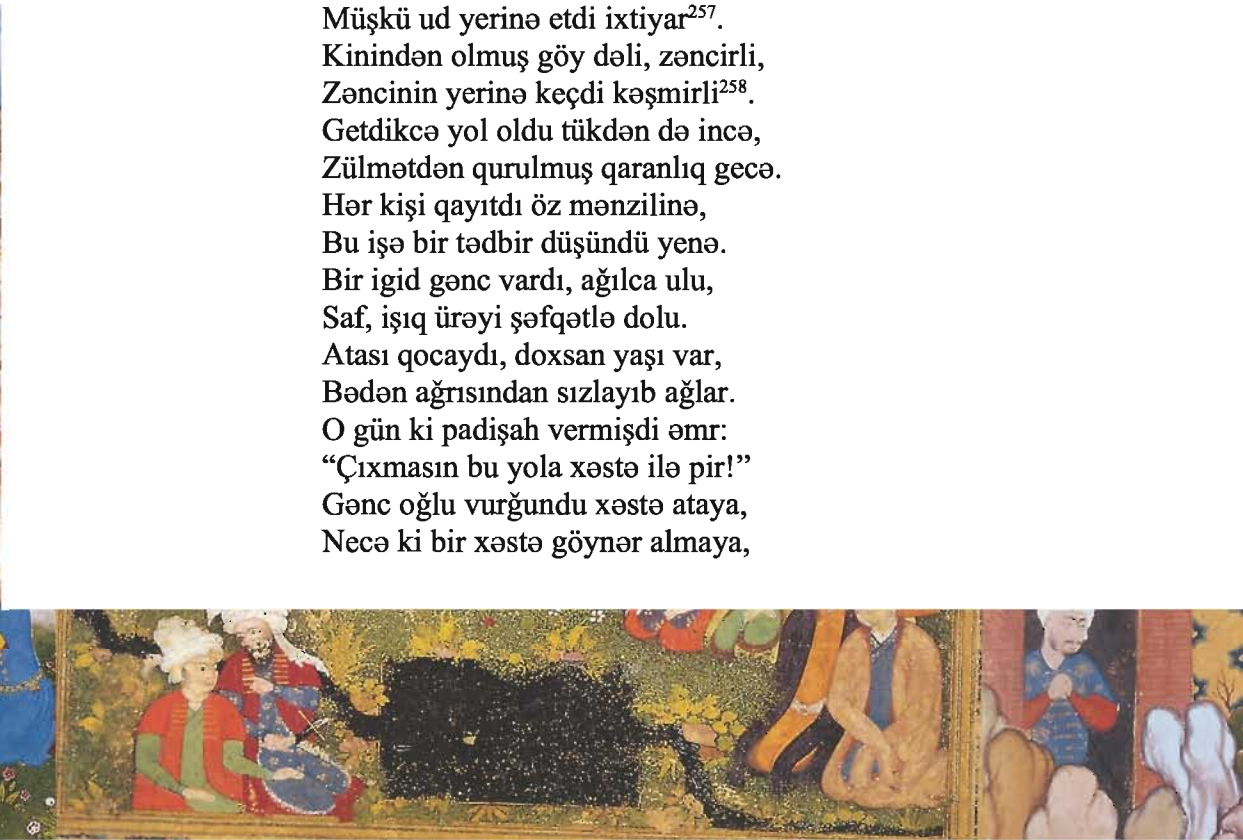 Müşkü ud yerinə etdi ixtiyar²⁵⁷.
Kinindən olmuş göy dəli, zəncirli,
Zəncinin yerinə keçdi kəşmirli²⁵⁸.
Getdikcə yol oldu tükdən də incə,
Zülmətdən qurulmuş qaranlıq gecə.
Hər kişi qayıtdı öz mənzilinə,
Bu işə bir tədbir düşündü yenə.
Bir igid gənc vardı, ağılca ulu,
Saf, işıq ürəyi şəfqətlə dolu.
Atası qocaydı, doxsan yaşı var,
Bədən ağrısından sızlayıb ağlar.
O gün ki padişah vermişdi əmr:
“Çıxmasın bu yola xəstə ilə pir!”
Gənc oğlu vurğundu xəstə ataya,
Necə ki bir xəstə göynər almaya,